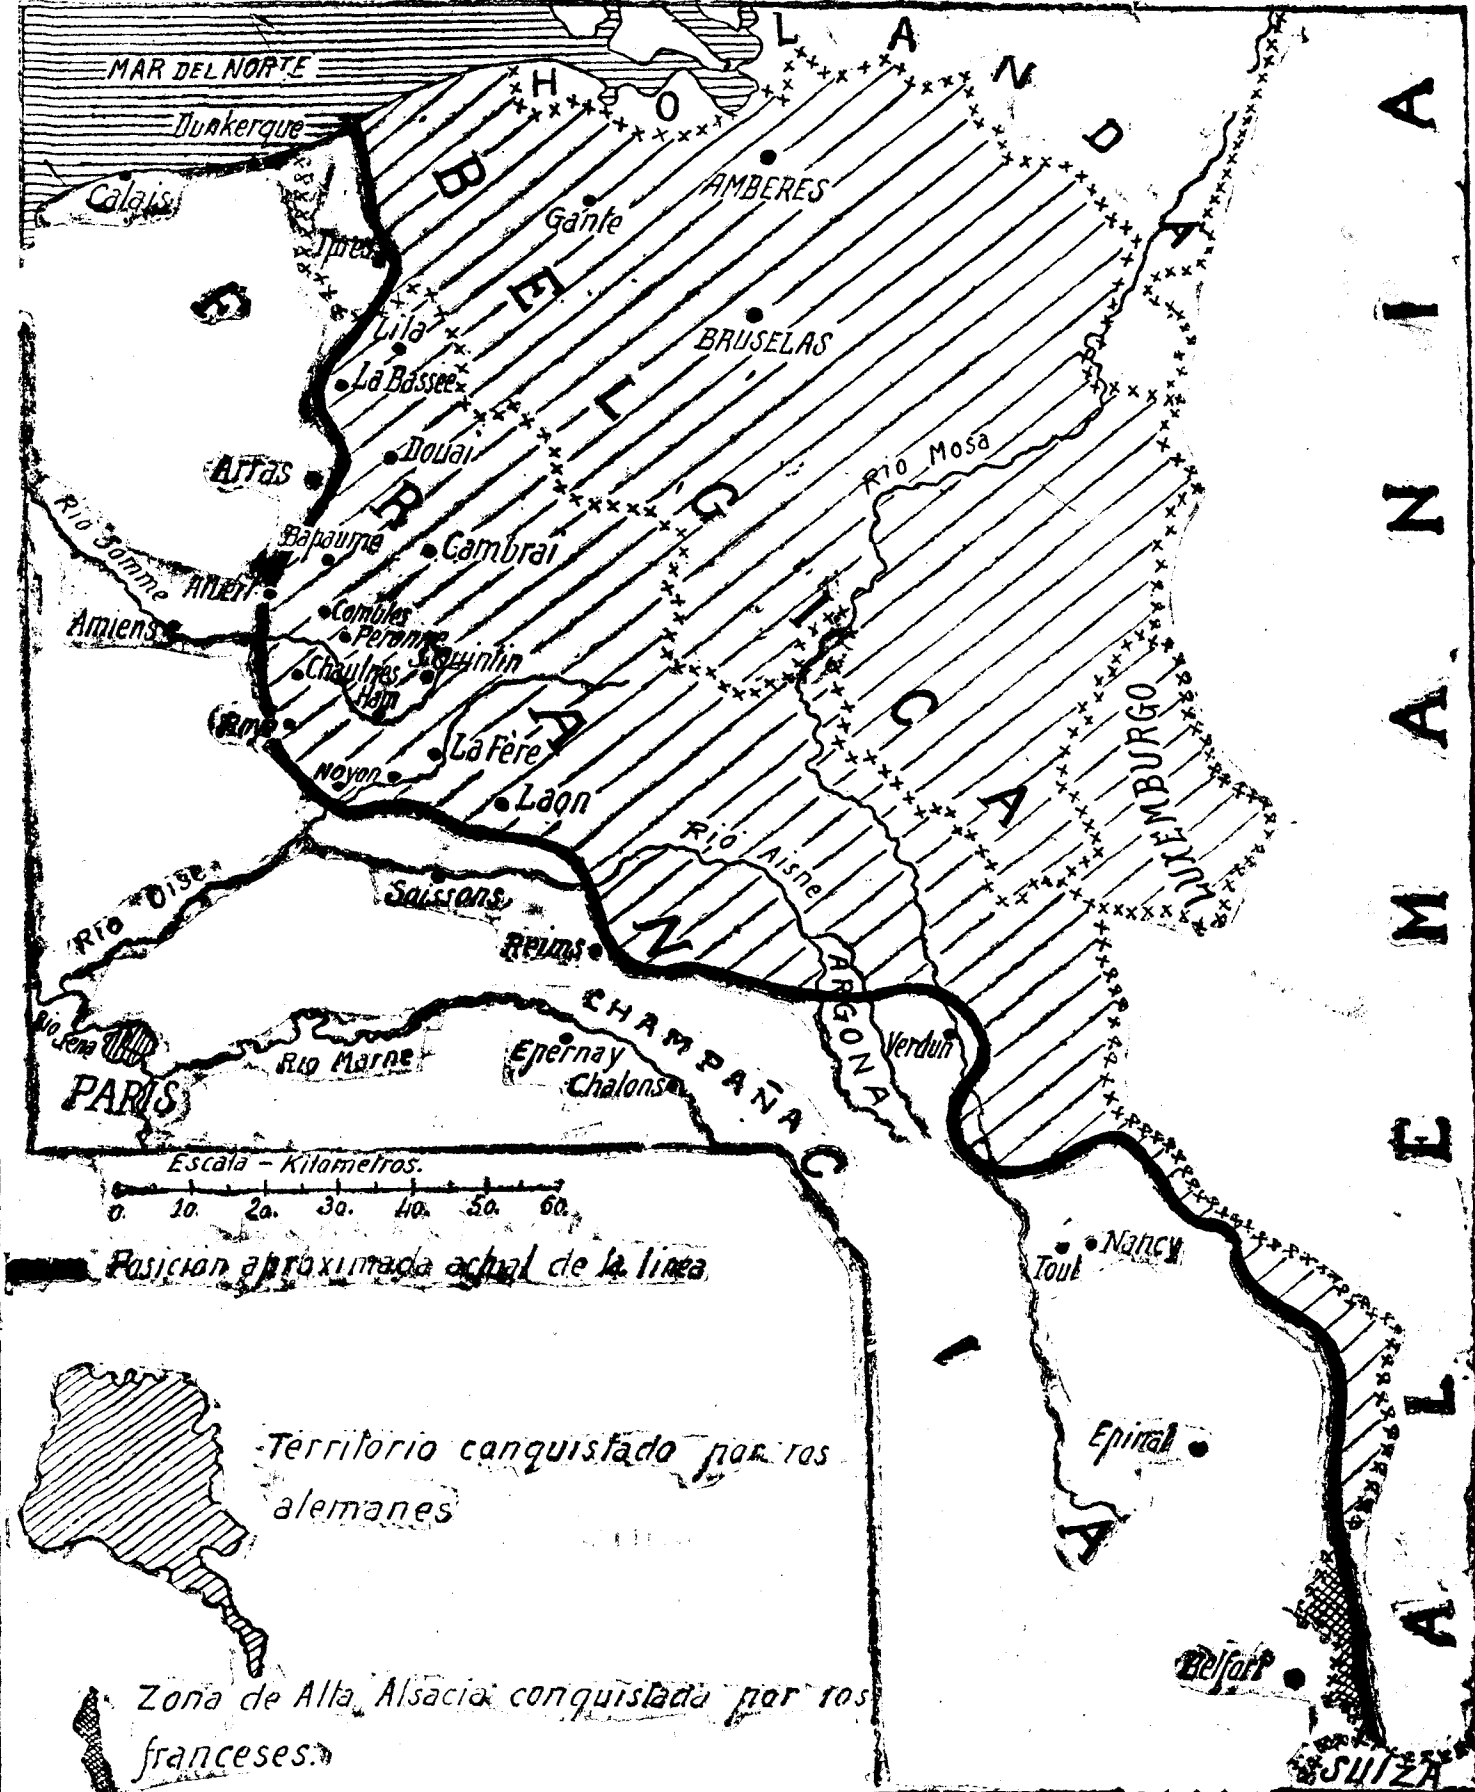 HOLANDA
MAR DEL NORTE
Dunkerque
Calais
BELGICA
AMBERES
Gante
BRUSELAS
Ypres
Lila
La Bassée
Douai
Arras
Rio Mosa
Bapaume
Cambrai
Rio Somme
Albert
Amiens
Combles
Peronne
S. Quintin
Chaulnes
Ham
Roye
La Fère
Noyon
Laon
LUXEMBURGO
Rio Aisne
Rio Oise
Soissons
Reims
CHAMPAÑA
ARGONA
Verdun
Rio Sena
PARIS
Rio Marne
Epernay
Chalons
FRANCIA
ALEMANIA
Escala - Kilometros.
0. 10. 20. 30. 40. 50. 60.
Posicion aproximada actual de la linea
Toul
Nancy
Epinal
Belfort
SUIZA
Territorio conquistado por los
alemanes
Zona de Alta Alsacia conquistada por los
franceses.